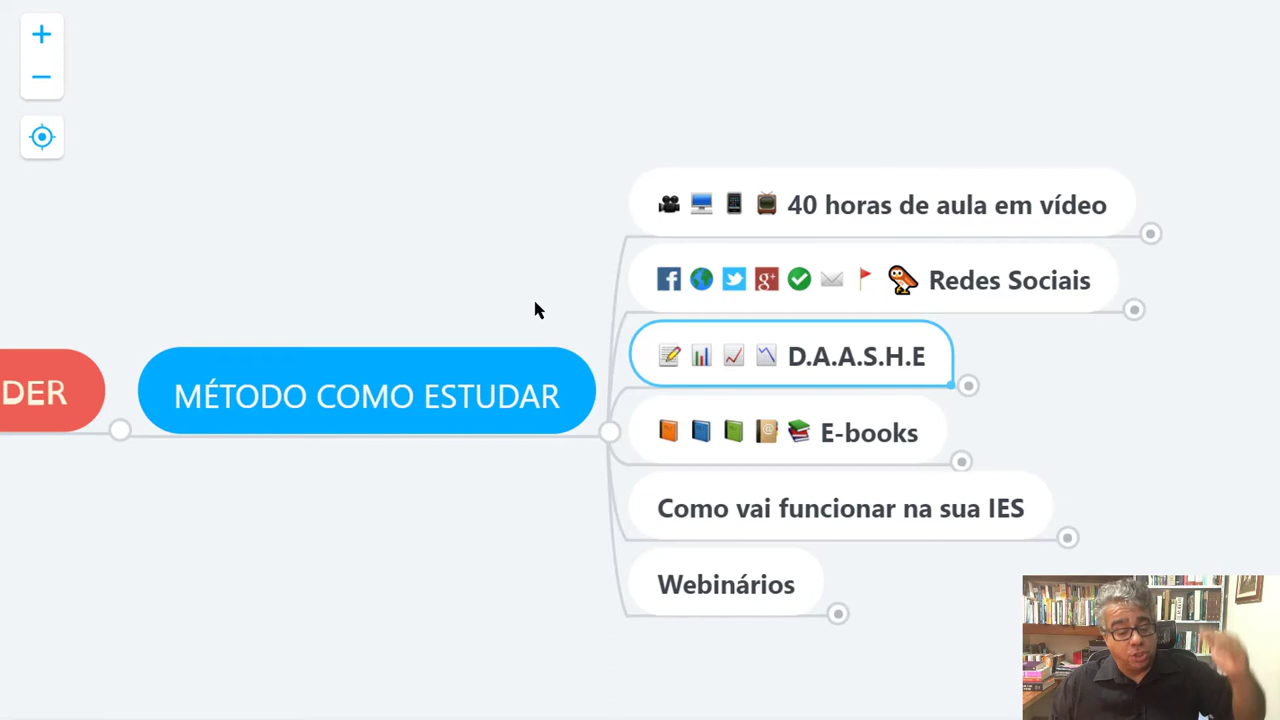 40 horas de aula em vídeo
Redes Sociais
D.A.A.S.H.E
DER
MÉTODO COMO ESTUDAR
E-books
Como vai funcionar na sua IES
Webinários